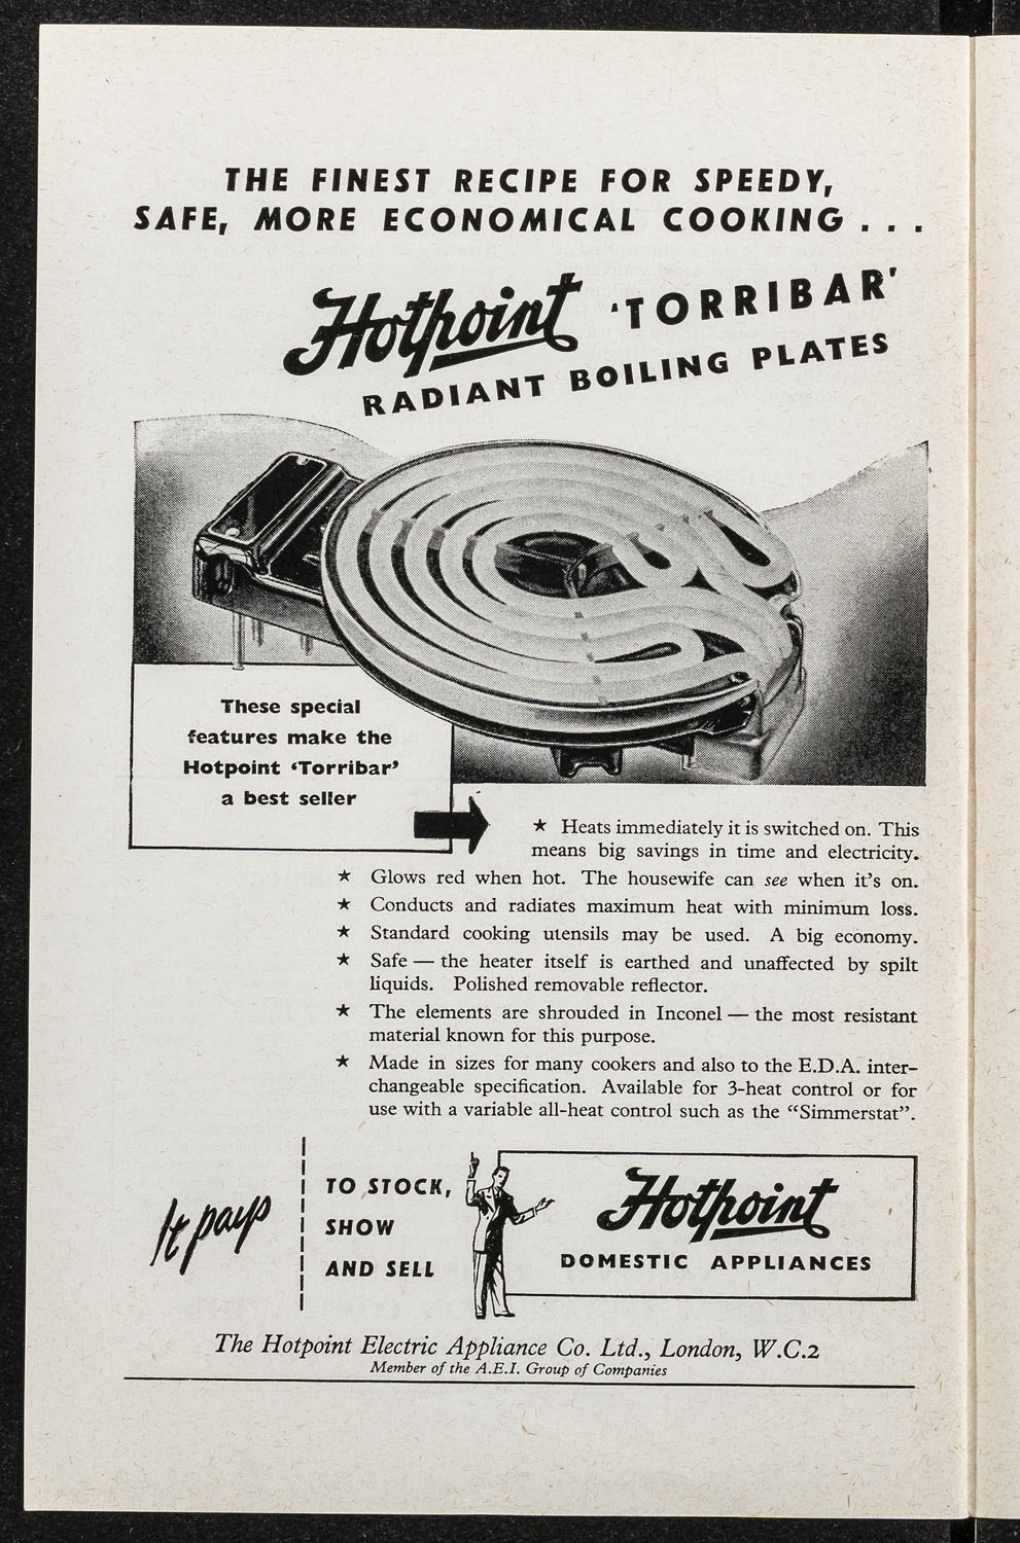 THE FINEST RECIPE FOR SPEEDY,
SAFE, MORE ECONOMICAL COOKING . . .
Hotpoint 'TORRIBAR'
RADIANT BOILING PLATES
These special
features make the
Hotpoint ‘Torribar’
a best seller
★ Heats immediately it is switched on. This
means big savings in time and electricity.
★ Glows red when hot. The housewife can see when it's on.
★ Conducts and radiates maximum heat with minimum loss.
★ Standard cooking utensils may be used. A big economy.
★ Safe — the heater itself is earthed and unaffected by spilt
liquids. Polished removable reflector.
★ The elements are shrouded in Inconel — the most resistant
material known for this purpose.
★ Made in sizes for many cookers and also to the E.D.A. inter-
changeable specification. Available for 3-heat control or for
use with a variable all-heat control such as the “Simmerstat”.
It pays
TO STOCK,
SHOW
AND SELL
Hotpoint
DOMESTIC APPLIANCES
The Hotpoint Electric Appliance Co. Ltd., London, W.C.2
Member of the A.E.I. Group of Companies